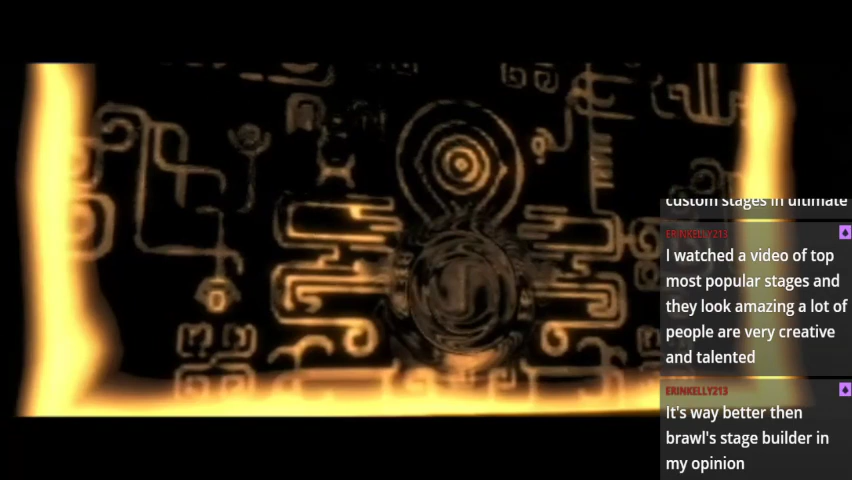 custom stages in ultimate
ERINKELLY213
I watched a video of top
most popular stages and
they look amazing a lot of
people are very creative
and talented
ERINKELLY213
It's way better then
brawl's stage builder in
my opinion